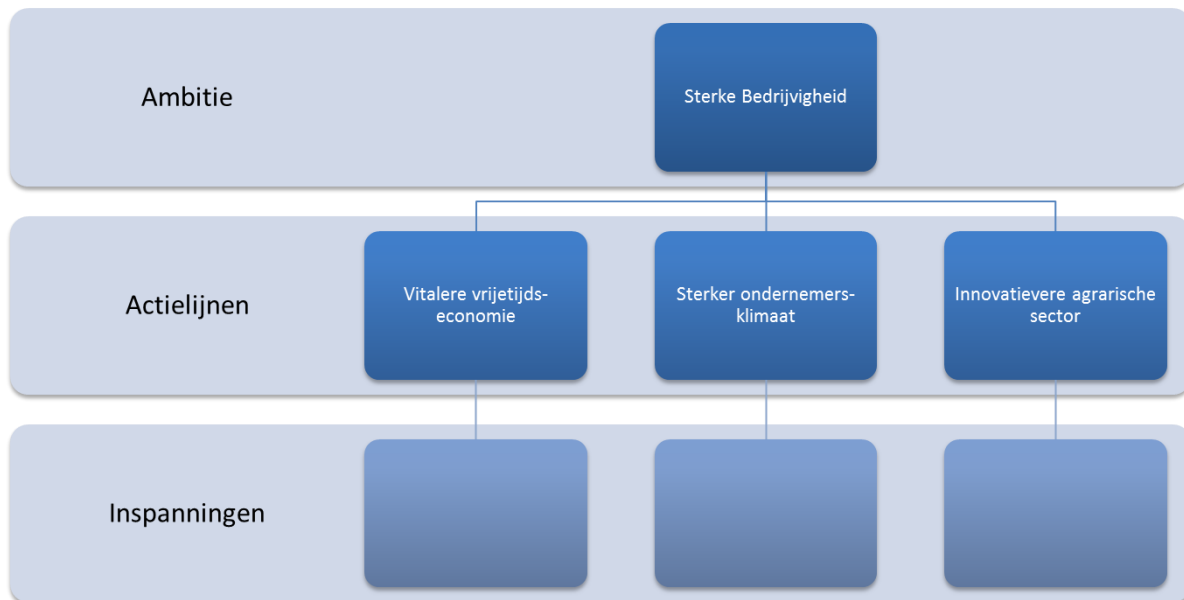 Ambitie
Sterke Bedrijvigheid
Actielijnen
Vitalere vrijetijds-
economie
Sterker ondernemers-
klimaat
Innovatievere agrarische
sector
Inspanningen